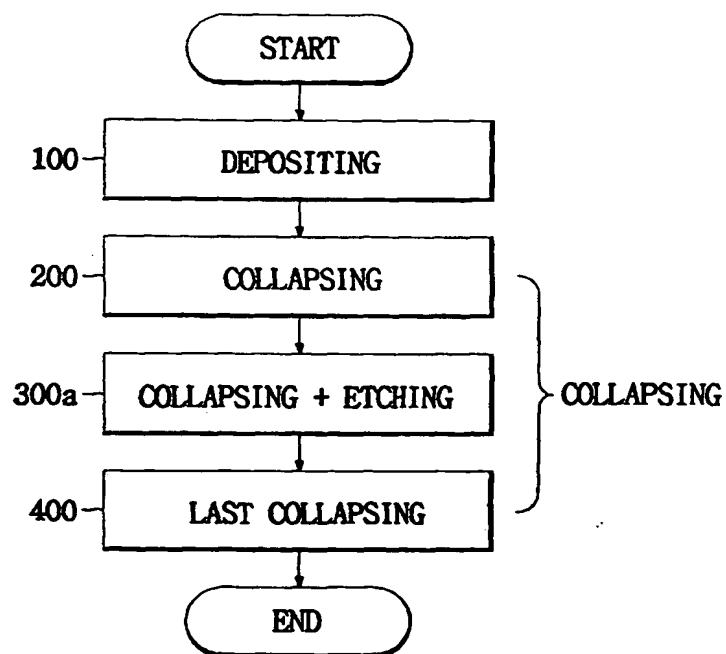 START
100
DEPOSITING
200
COLLAPSING
300a
COLLAPSING + ETCHING
COLLAPSING
400
LAST COLLAPSING
END